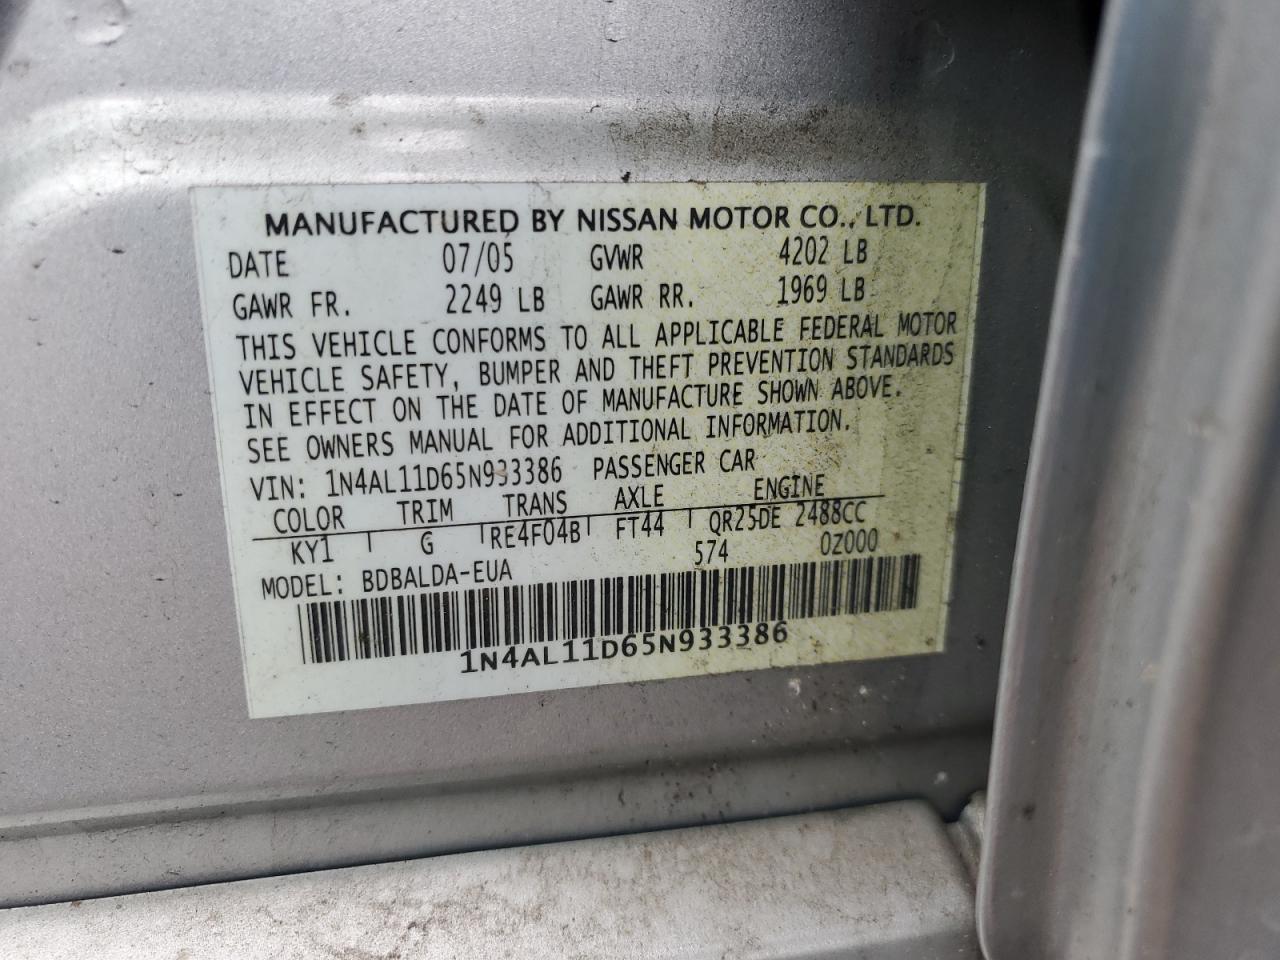 MANUFACTURED BY NISSAN MOTOR CO., LTD.
DATE 07/05 GVWR 4202 LB
GAWR FR. 2249 LB GAWR RR. 1969 LB
THIS VEHICLE CONFORMS TO ALL APPLICABLE FEDERAL MOTOR
VEHICLE SAFETY, BUMPER AND THEFT PREVENTION STANDARDS
IN EFFECT ON THE DATE OF MANUFACTURE SHOWN ABOVE.
SEE OWNERS MANUAL FOR ADDITIONAL INFORMATION.
VIN: 1N4AL11D65N933386 PASSENGER CAR
COLOR TRIM TRANS AXLE ENGINE
KY1 G RE4F04B FT44 QR25DE 2488CC
MODEL: BDBALDA-EUA 574 0Z000
1N4AL11D65N933386